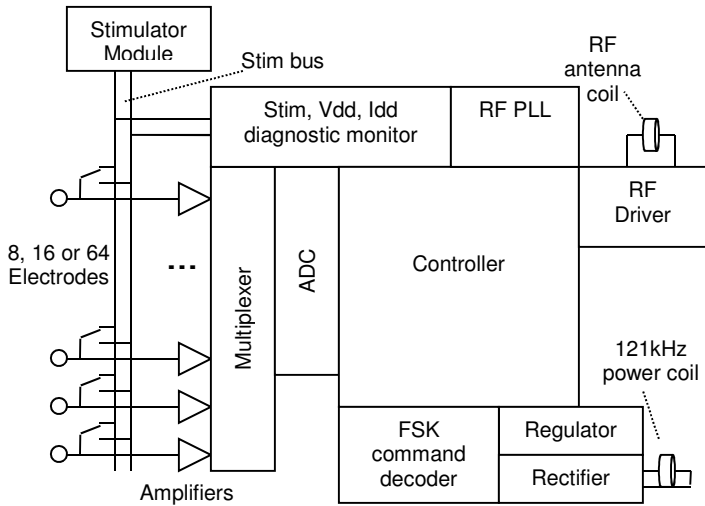 Stimulator
Module
Stim bus
RF
antenna
coil
Stim, Vdd, Idd
diagnostic monitor
RF PLL
RF
Driver
8, 16 or 64
Electrodes
...
Multiplexer
ADC
Controller
121kHz
power coil
FSK
command
decoder
Regulator
Rectifier
Amplifiers